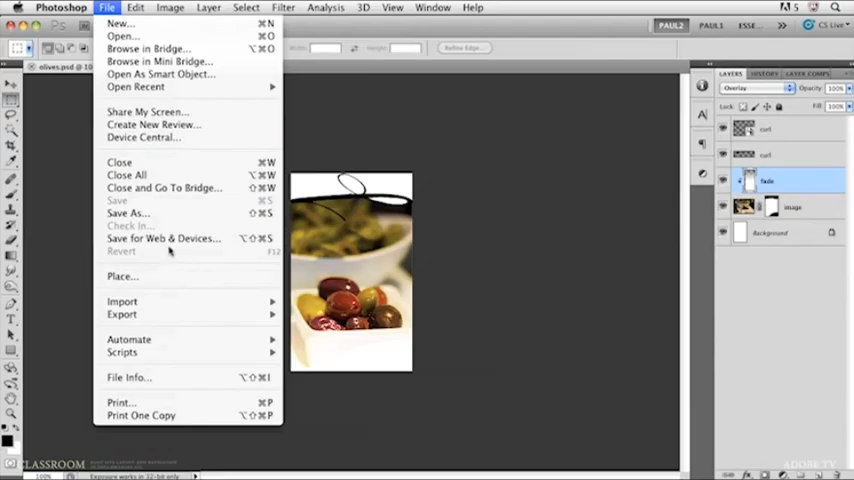 Photoshop File Edit Image Layer Select Filter Analysis 3D View Window Help
PAUL2 PAUL1 ESSE... CS Live
Width: Height: Refine Edge...
olives.psd @ 10
New... ⌘N
Open... ⌘O
Browse in Bridge... ⌥⌘O
Browse in Mini Bridge...
Open As Smart Object...
Open Recent
Share My Screen...
Create New Review...
Device Central...
Close ⌘W
Close All ⌥⌘W
Close and Go To Bridge... ⇧⌘W
Save ⌘S
Save As... ⇧⌘S
Check In...
Save for Web & Devices... ⌥⇧⌘S
Revert F12
Place...
Import
Export
Automate
Scripts
File Info... ⌥⇧⌘I
Print... ⌘P
Print One Copy ⌥⇧⌘P
LAYERS HISTORY LAYER COMPS
Overlay Opacity: 100%
Lock: Fill: 100%
curl
curl
fade
image
Background
CLASSROOM
ADOBE TV
100% Exposure works in 32-bit only